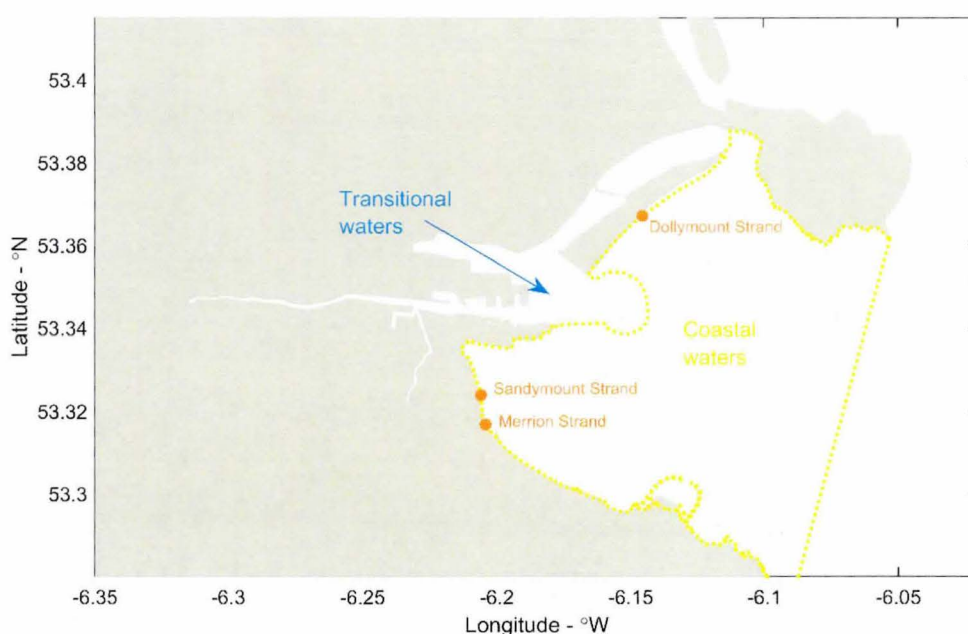 53.4
53.38
53.36
53.34
53.32
53.3
Latitude - °N
Transitional
waters
Dollymount Strand
Coastal
waters
Sandymount Strand
Merrion Strand
-6.35
-6.3
-6.25
-6.2
-6.15
-6.1
-6.05
Longitude - °W